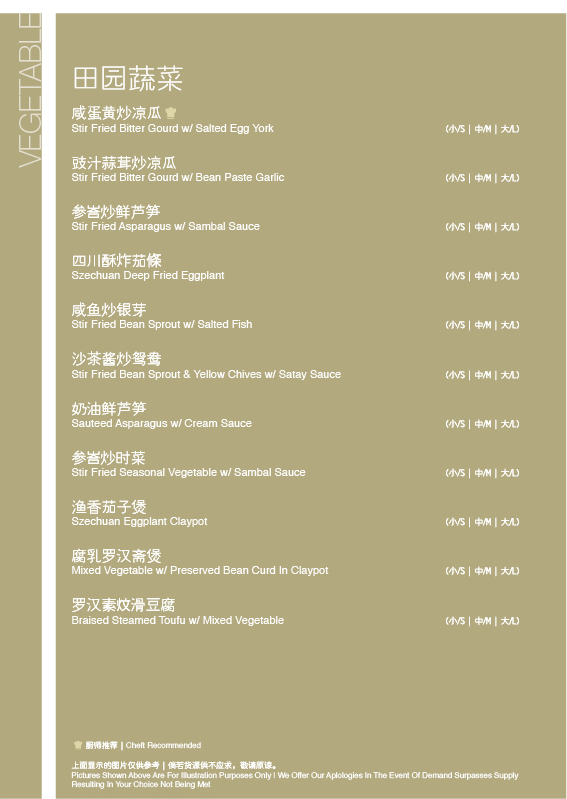 VEGETABLE
田园蔬菜
咸蛋黄炒凉瓜
Stir Fried Bitter Gourd w/ Salted Egg York
(小/S | 中/M | 大/L)
豉汁蒜茸炒凉瓜
Stir Fried Bitter Gourd w/ Bean Paste Garlic
(小/S | 中/M | 大/L)
参峇炒鲜芦笋
Stir Fried Asparagus w/ Sambal Sauce
(小/S | 中/M | 大/L)
四川酥炸茄條
Szechuan Deep Fried Eggplant
(小/S | 中/M | 大/L)
咸鱼炒银芽
Stir Fried Bean Sprout w/ Salted Fish
(小/S | 中/M | 大/L)
沙茶酱炒鸳鸯
Stir Fried Bean Sprout & Yellow Chives w/ Satay Sauce
(小/S | 中/M | 大/L)
奶油鲜芦笋
Sauteed Asparagus w/ Cream Sauce
(小/S | 中/M | 大/L)
参峇炒时菜
Stir Fried Seasonal Vegetable w/ Sambal Sauce
(小/S | 中/M | 大/L)
渔香茄子煲
Szechuan Eggplant Claypot
(小/S | 中/M | 大/L)
腐乳罗汉斋煲
Mixed Vegetable w/ Preserved Bean Curd In Claypot
(小/S | 中/M | 大/L)
罗汉素炆滑豆腐
Braised Steamed Toufu w/ Mixed Vegetable
(小/S | 中/M | 大/L)
厨师推荐 | Cheft Recommended
上面显示的图片仅供参考 | 倘若货源供不应求，敬请原谅。
Pictures Shown Above Are For Illustration Purposes Only | We Offer Our Aplologies In The Event Of Demand Surpasses Supply
Resulting In Your Choice Not Being Met